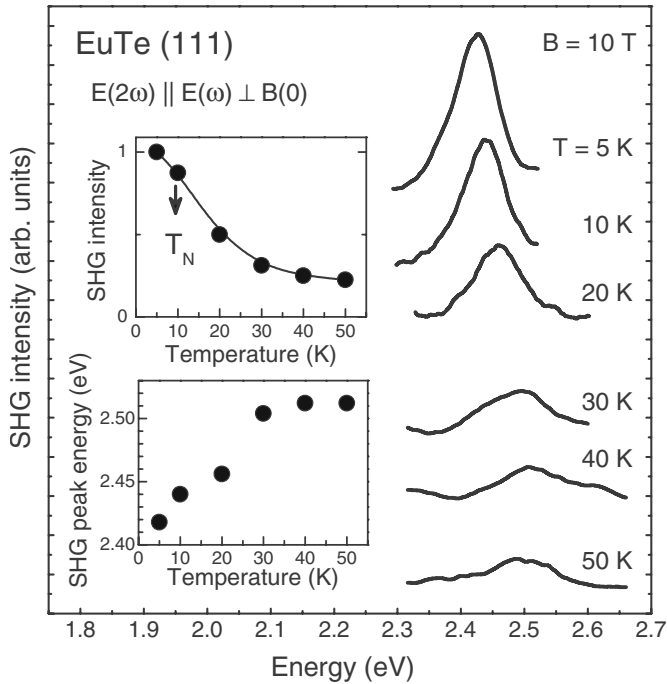 EuTe (111)
B = 10 T
E(2ω) || E(ω) ⊥ B(0)
T = 5 K
10 K
20 K
30 K
40 K
50 K
SHG intensity
1
0
T_N
0 10 20 30 40 50
Temperature (K)
SHG peak energy (eV)
2.50
2.45
2.40
0 10 20 30 40 50
Temperature (K)
SHG intensity (arb. units)
1.8 1.9 2.0 2.1 2.2 2.3 2.4 2.5 2.6 2.7
Energy (eV)